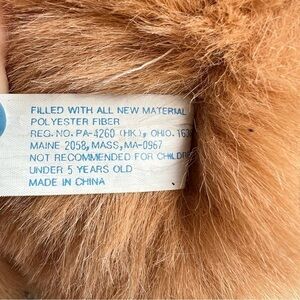 FILLED WITH ALL NEW MATERIAL
POLYESTER FIBER
REG. NO. PA-4260 (HK), OHIO.
MAINE 2058, MASS, MA-0967
NOT RECOMMENDED FOR
UNDER 5 YEARS OLD
MADE IN CHINA